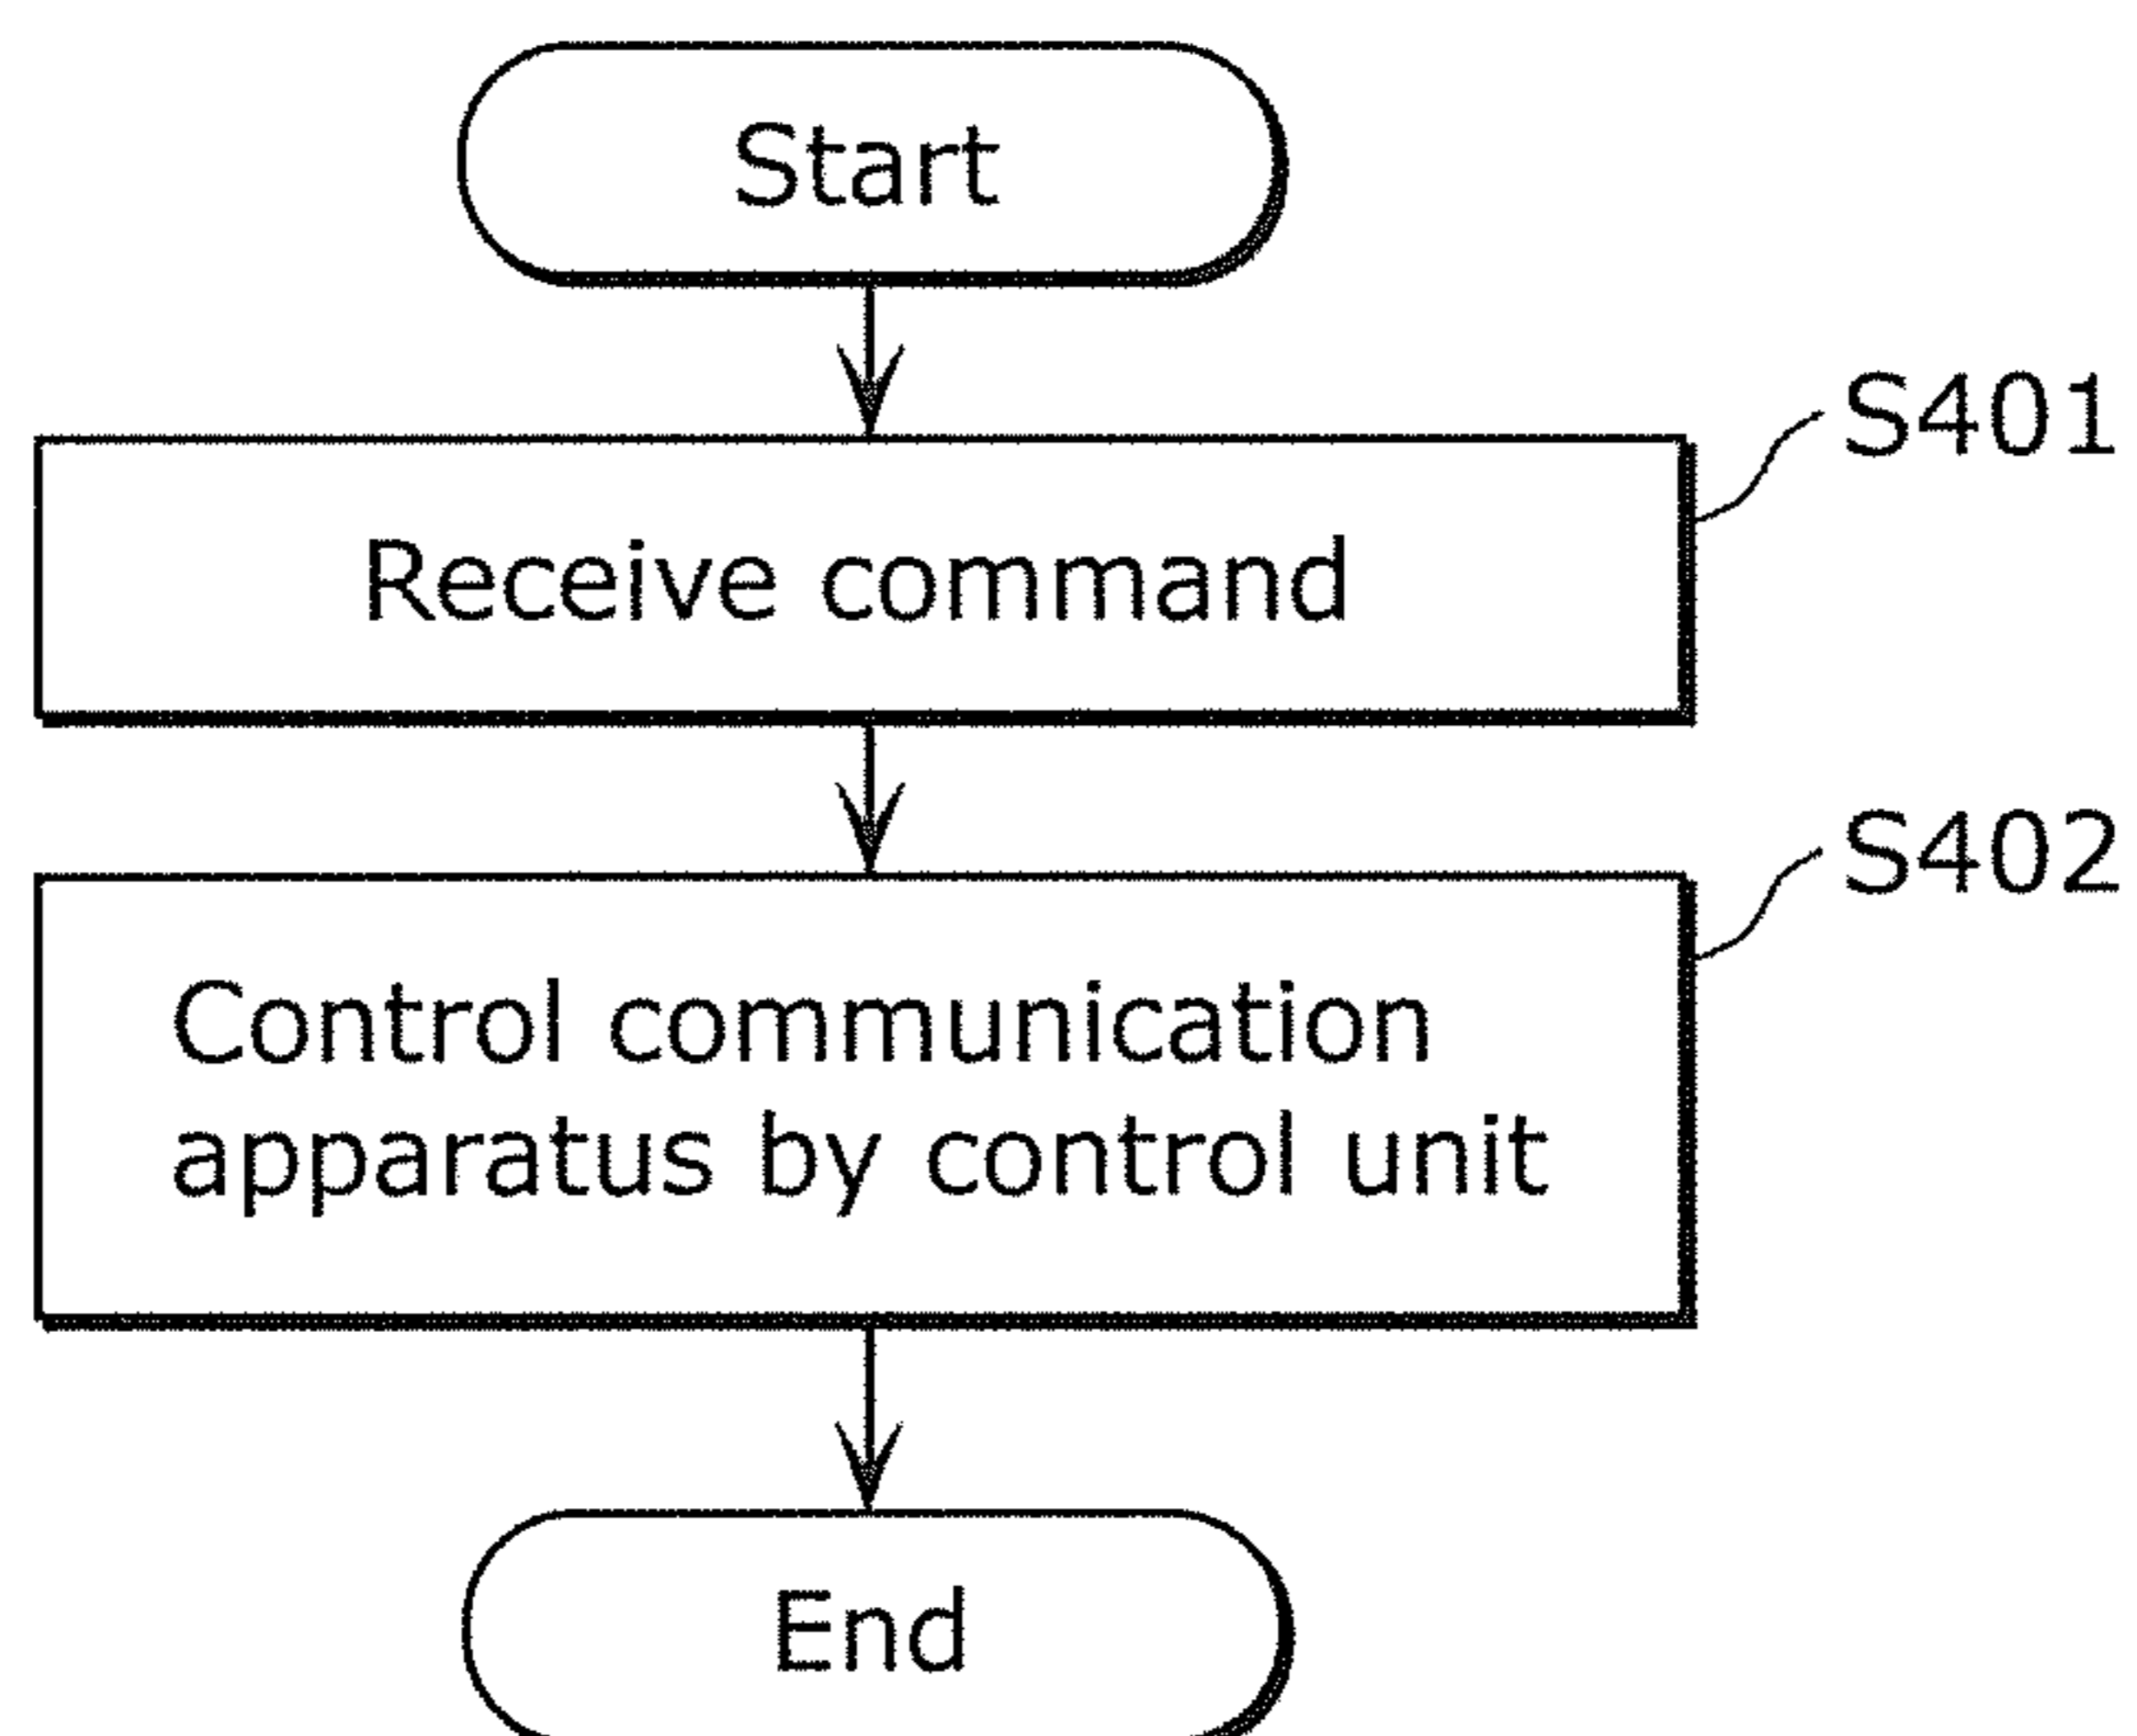 Start
S401
Receive command
S402
Control communication
apparatus by control unit
End